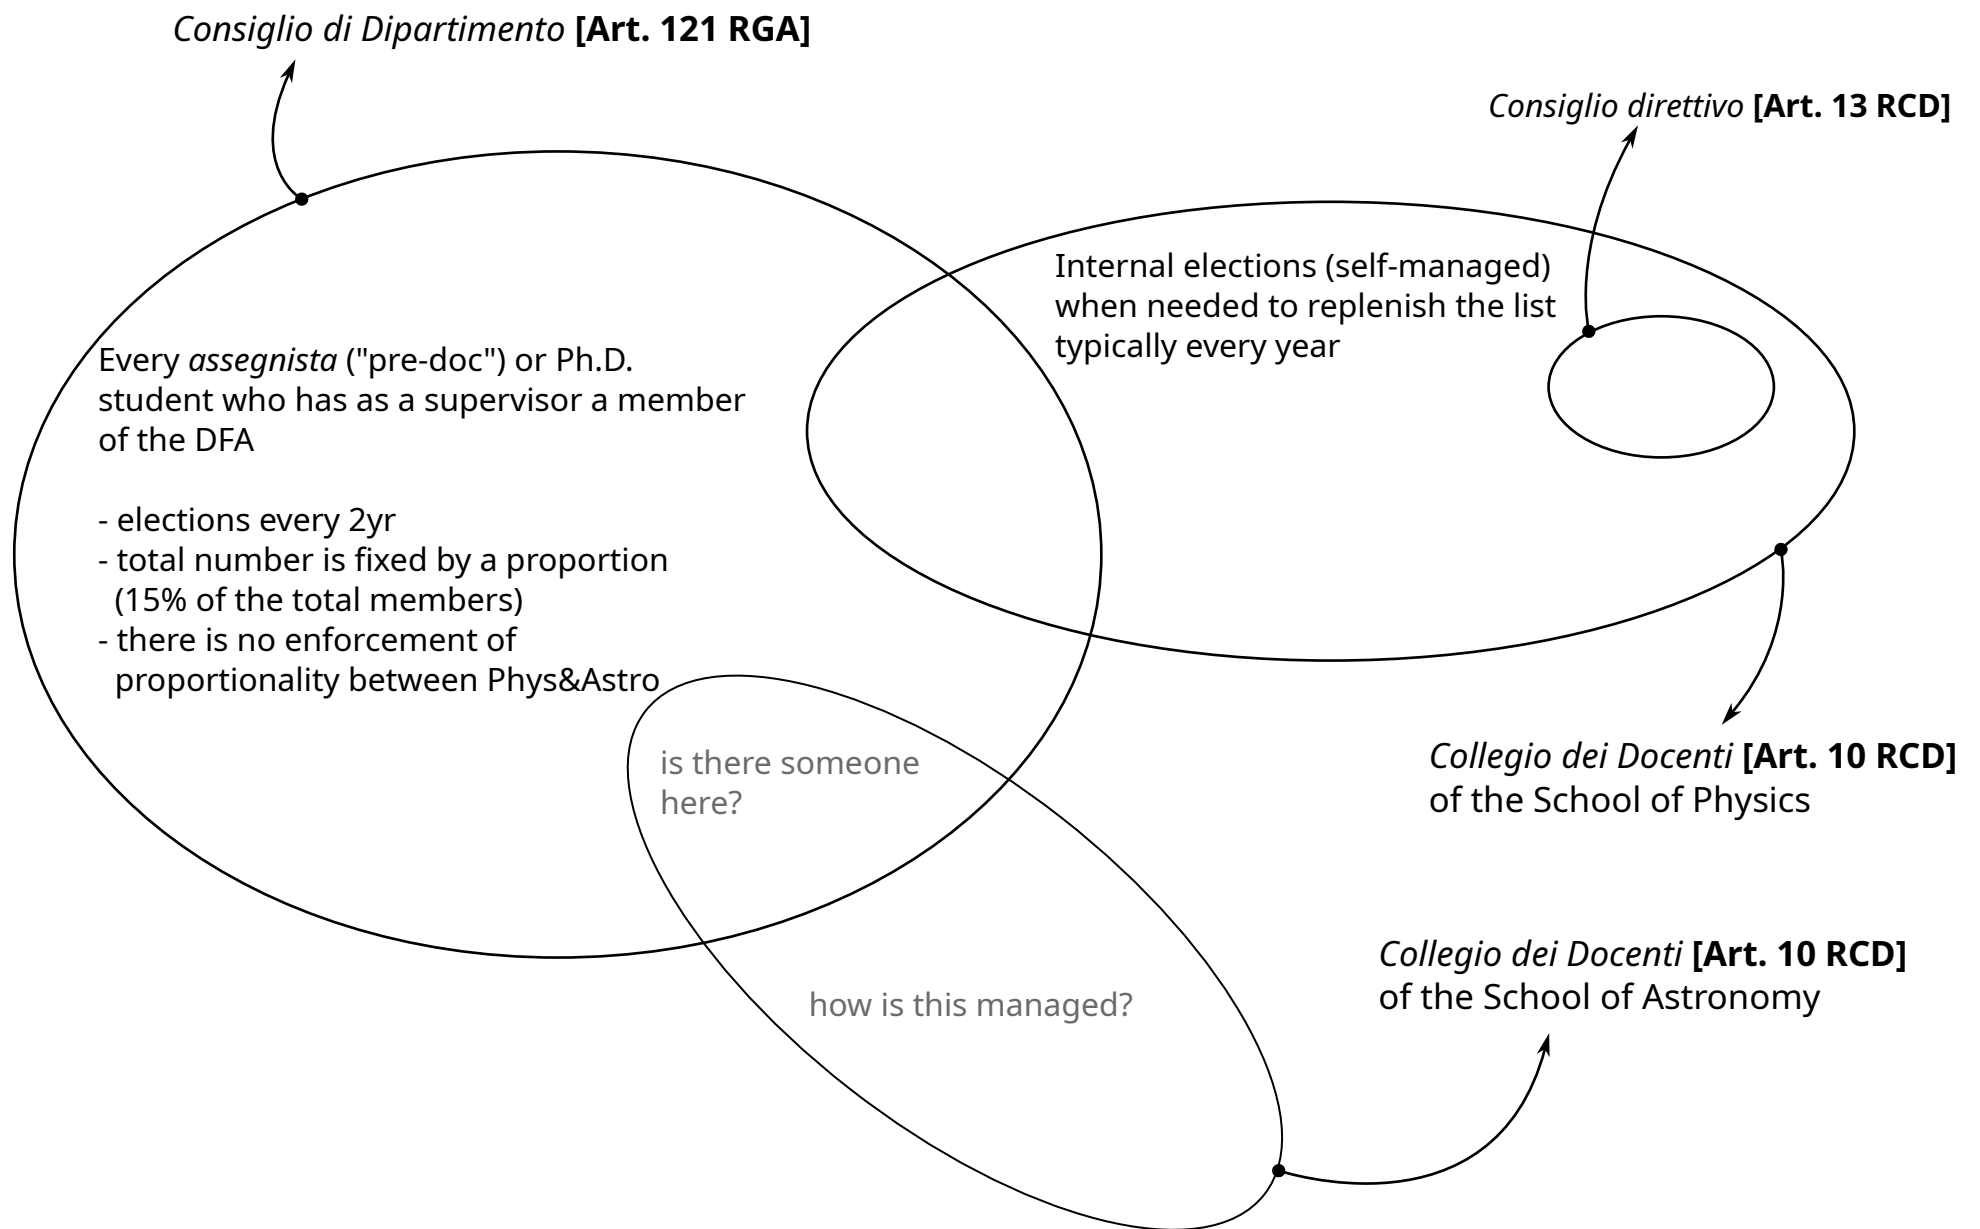 Consiglio di Dipartimento [Art. 121 RGA]
Consiglio direttivo [Art. 13 RCD]
Internal elections (self-managed)
when needed to replenish the list
typically every year
Every assegnista ("pre-doc") or Ph.D.
student who has as a supervisor a member
of the DFA
- elections every 2yr
- total number is fixed by a proportion
(15% of the total members)
- there is no enforcement of
proportionality between Phys&Astro
is there someone
here?
Collegio dei Docenti [Art. 10 RCD]
of the School of Physics
Collegio dei Docenti [Art. 10 RCD]
of the School of Astronomy
how is this managed?